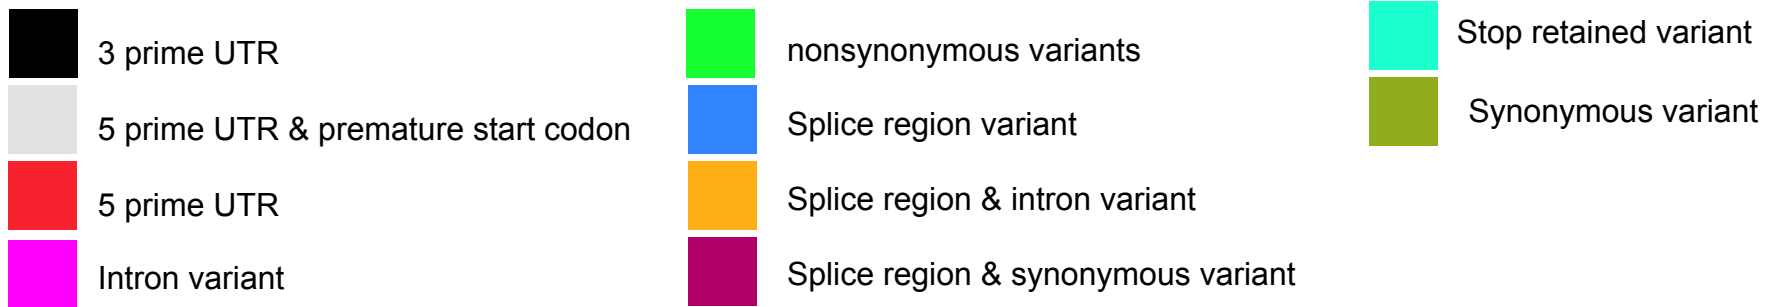 3 prime UTR
5 prime UTR & premature start codon
5 prime UTR
Intron variant
nonsynonymous variants
Splice region variant
Splice region & intron variant
Splice region & synonymous variant
Stop retained variant
Synonymous variant